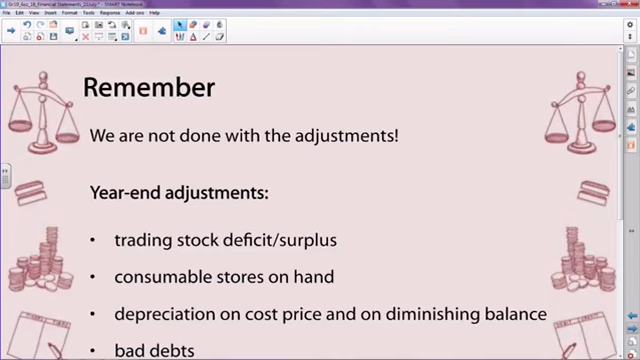 Gr10_Acc_18_Financial Statements_21July * - SMART Notebook
File Edit View Insert Format Tools Response Add-ons Help
Remember
We are not done with the adjustments!
Year-end adjustments:
• trading stock deficit/surplus
• consumable stores on hand
• depreciation on cost price and on diminishing balance
• bad debts